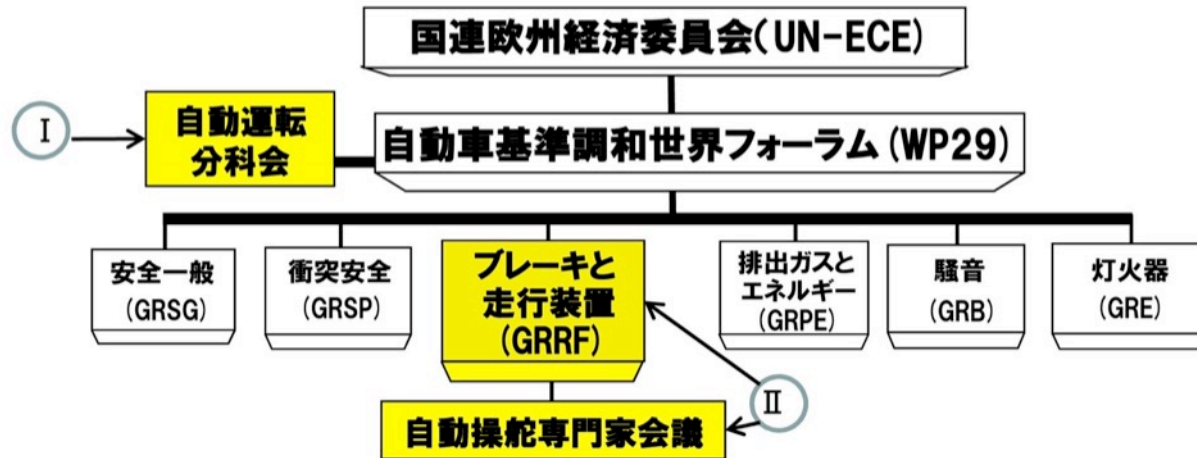 国連欧州経済委員会(UN-ECE)
Ⅰ
自動運転
分科会
自動車基準調和世界フォーラム(WP29)
安全一般
(GRSG)
衝突安全
(GRSP)
ブレーキと
走行装置
(GRRF)
排出ガスと
エネルギー
(GRPE)
騒音
(GRB)
灯火器
(GRE)
Ⅱ
自動操舵専門家会議